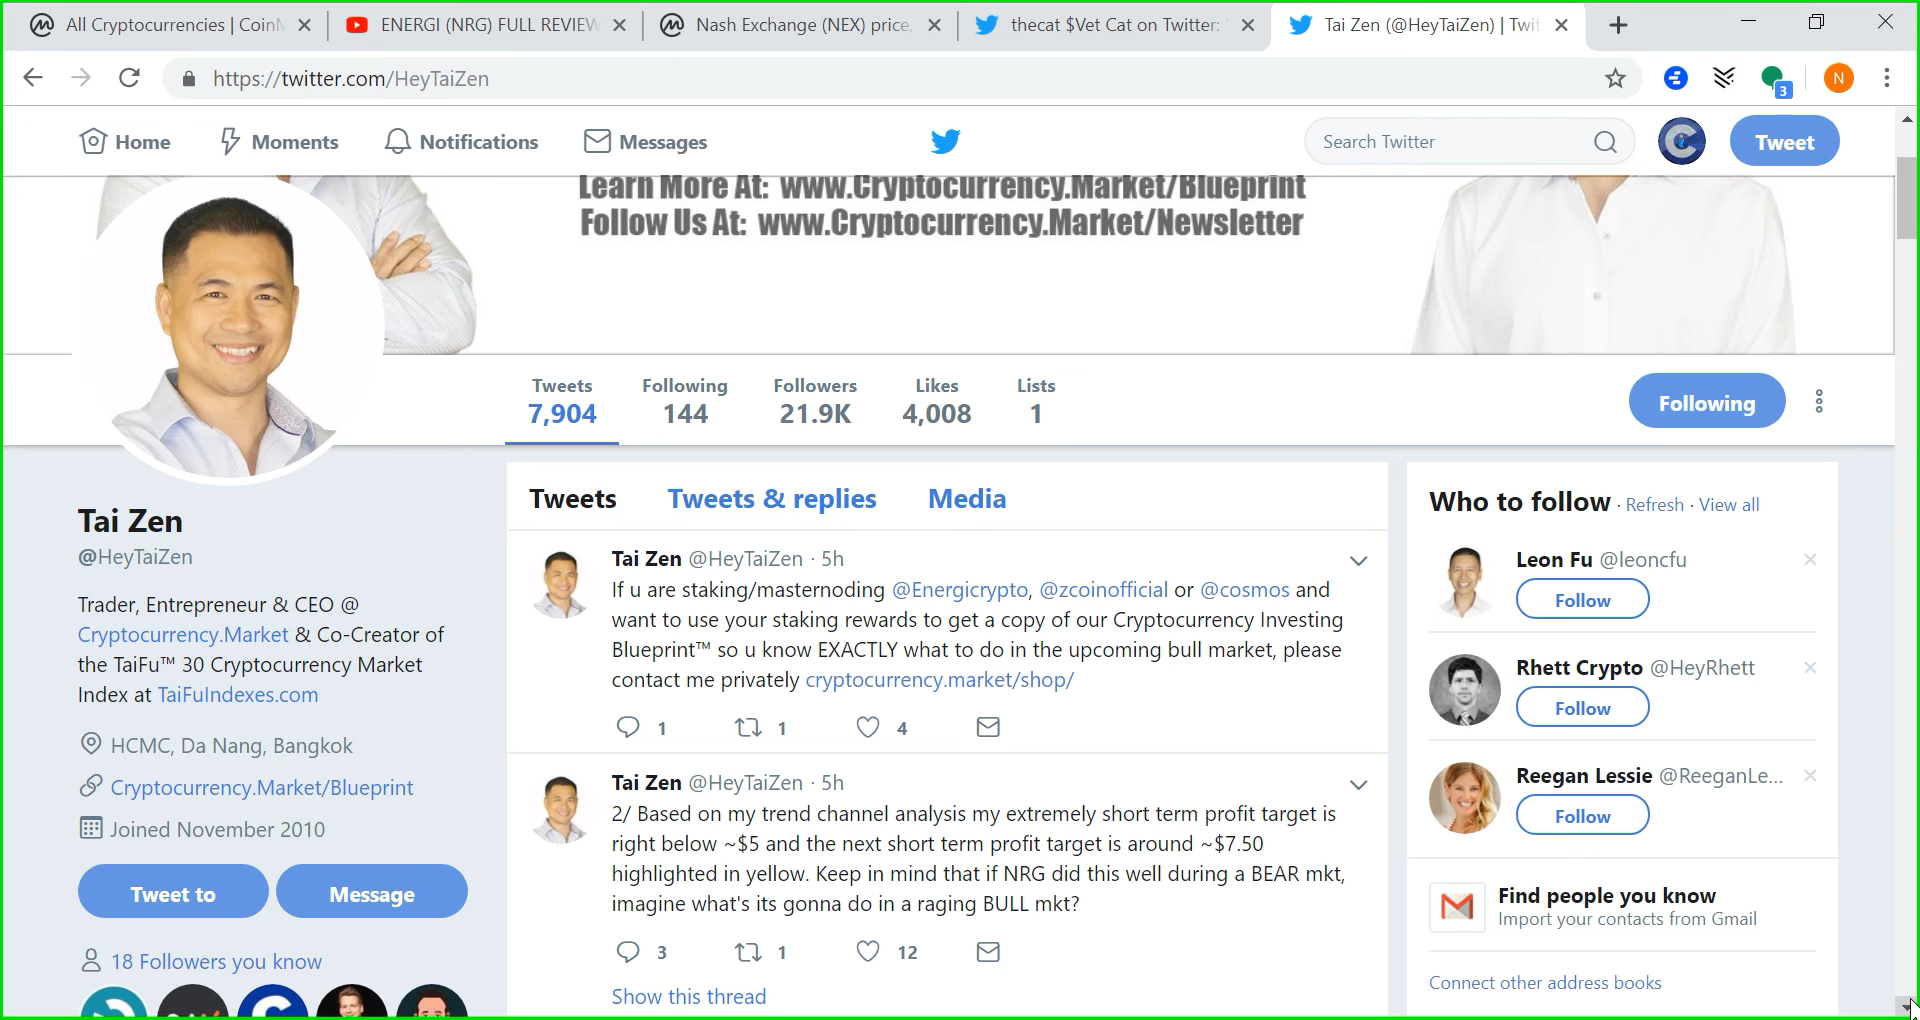 All Cryptocurrencies | Coin
ENERGI (NRG) FULL REVIEW
Nash Exchange (NEX) price,
thecat $Vet Cat on Twitter:
Tai Zen (@HeyTaiZen) | Twit
https://twitter.com/HeyTaiZen
3
N
Home
Moments
Notifications
Messages
Search Twitter
Tweet
Learn More At: www.Cryptocurrency.Market/Blueprint
Follow Us At: www.Cryptocurrency.Market/Newsletter
Tweets Following Followers Likes Lists
7,904 144 21.9K 4,008 1
Following
Tai Zen
@HeyTaiZen
Trader, Entrepreneur & CEO @
Cryptocurrency.Market & Co-Creator of
the TaiFu™ 30 Cryptocurrency Market
Index at TaiFuIndexes.com
HCMC, Da Nang, Bangkok
Cryptocurrency.Market/Blueprint
Joined November 2010
Tweet to
Message
18 Followers you know
Tweets Tweets & replies Media
Tai Zen @HeyTaiZen · 5h
If u are staking/masternoding @Energicrypto, @zcoinofficial or @cosmos and
want to use your staking rewards to get a copy of our Cryptocurrency Investing
Blueprint™ so u know EXACTLY what to do in the upcoming bull market, please
contact me privately cryptocurrency.market/shop/
1 1 4
Tai Zen @HeyTaiZen · 5h
2/ Based on my trend channel analysis my extremely short term profit target is
right below ~$5 and the next short term profit target is around ~$7.50
highlighted in yellow. Keep in mind that if NRG did this well during a BEAR mkt,
imagine what's its gonna do in a raging BULL mkt?
3 1 12
Show this thread
Who to follow · Refresh · View all
Leon Fu @leoncfu
Follow
Rhett Crypto @HeyRhett
Follow
Reegan Lessie @ReeganLe...
Follow
Find people you know
Import your contacts from Gmail
Connect other address books